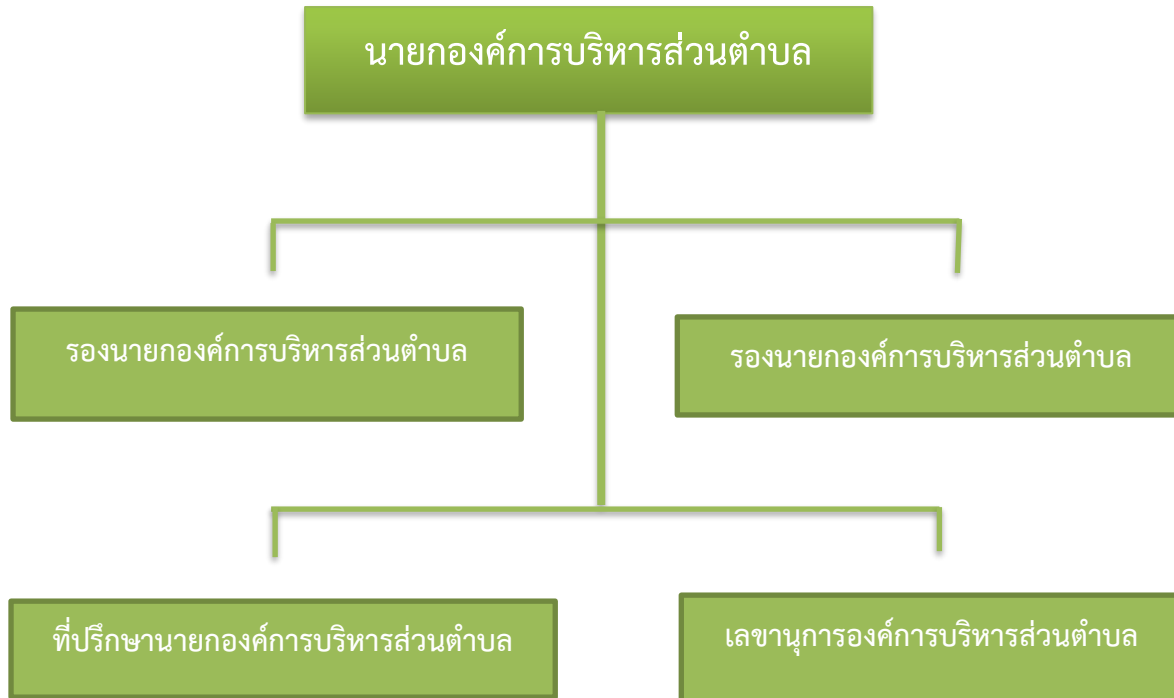 นายกองค์การบริหารส่วนตำบล
รองนายกองค์การบริหารส่วนตำบล
รองนายกองค์การบริหารส่วนตำบล
ที่ปรึกษานายกองค์การบริหารส่วนตำบล
เลขานุการองค์การบริหารส่วนตำบล